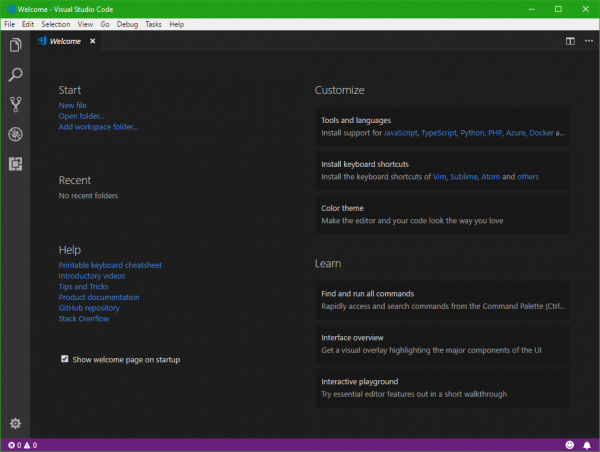 Welcome - Visual Studio Code
File Edit Selection View Go Debug Tasks Help
Welcome
Start
New file
Open folder...
Add workspace folder...
Recent
No recent folders
Help
Printable keyboard cheatsheet
Introductory videos
Tips and Tricks
Product documentation
GitHub repository
Stack Overflow
Show welcome page on startup
Customize
Tools and languages
Install support for JavaScript, TypeScript, Python, PHP, Azure, Docker a...
Install keyboard shortcuts
Install the keyboard shortcuts of Vim, Sublime, Atom and others
Color theme
Make the editor and your code look the way you love
Learn
Find and run all commands
Rapidly access and search commands from the Command Palette (Ctrl...
Interface overview
Get a visual overlay highlighting the major components of the UI
Interactive playground
Try essential editor features out in a short walkthrough
0 0